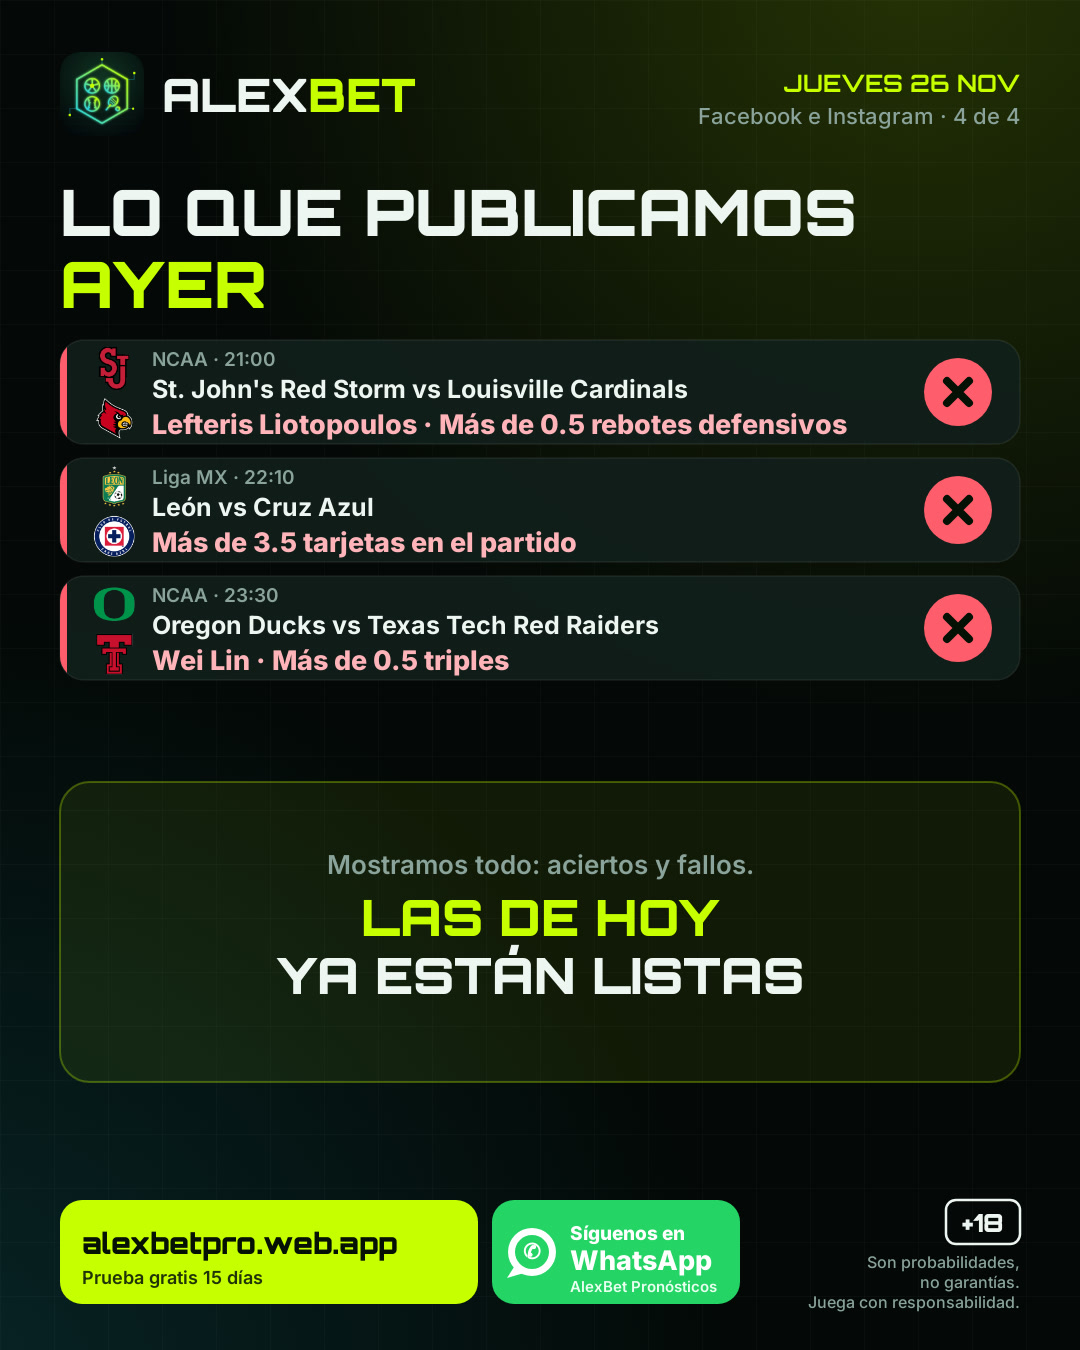 ALEXBET
JUEVES 26 NOV
Facebook e Instagram · 4 de 4
LO QUE PUBLICAMOS
AYER
NCAA · 21:00
St. John's Red Storm vs Louisville Cardinals
Lefteris Liotopoulos · Más de 0.5 rebotes defensivos
Liga MX · 22:10
León vs Cruz Azul
Más de 3.5 tarjetas en el partido
NCAA · 23:30
Oregon Ducks vs Texas Tech Red Raiders
Wei Lin · Más de 0.5 triples
Mostramos todo: aciertos y fallos.
LAS DE HOY
YA ESTÁN LISTAS
alexbetpro.web.app
Prueba gratis 15 días
Síguenos en
WhatsApp
AlexBet Pronósticos
+18
Son probabilidades,
no garantías.
Juega con responsabilidad.